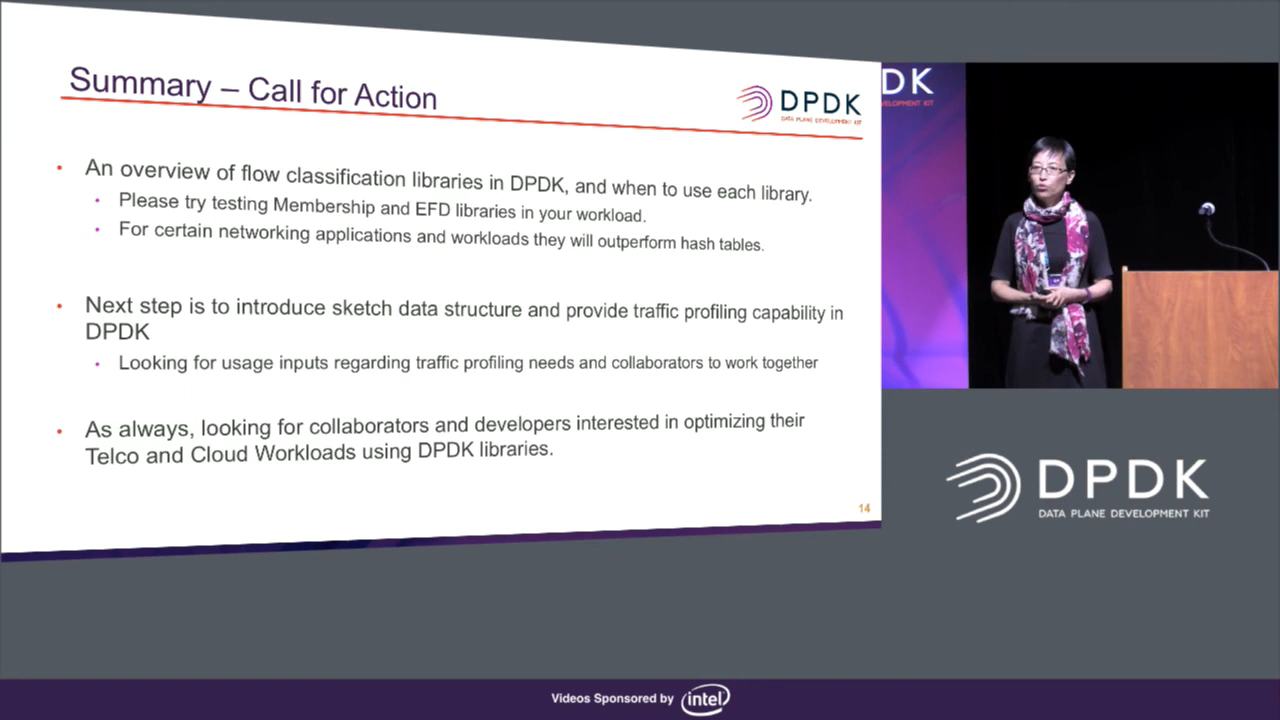 Summary – Call for Action
DPDK
DATA PLANE DEVELOPMENT KIT
• An overview of flow classification libraries in DPDK, and when to use each library.
• Please try testing Membership and EFD libraries in your workload.
• For certain networking applications and workloads they will outperform hash tables.
• Next step is to introduce sketch data structure and provide traffic profiling capability in
DPDK
• Looking for usage inputs regarding traffic profiling needs and collaborators to work together
• As always, looking for collaborators and developers interested in optimizing their
Telco and Cloud Workloads using DPDK libraries.
14
DK
ELOPMENT KIT
DPDK
DATA PLANE DEVELOPMENT KIT
Videos Sponsored by intel